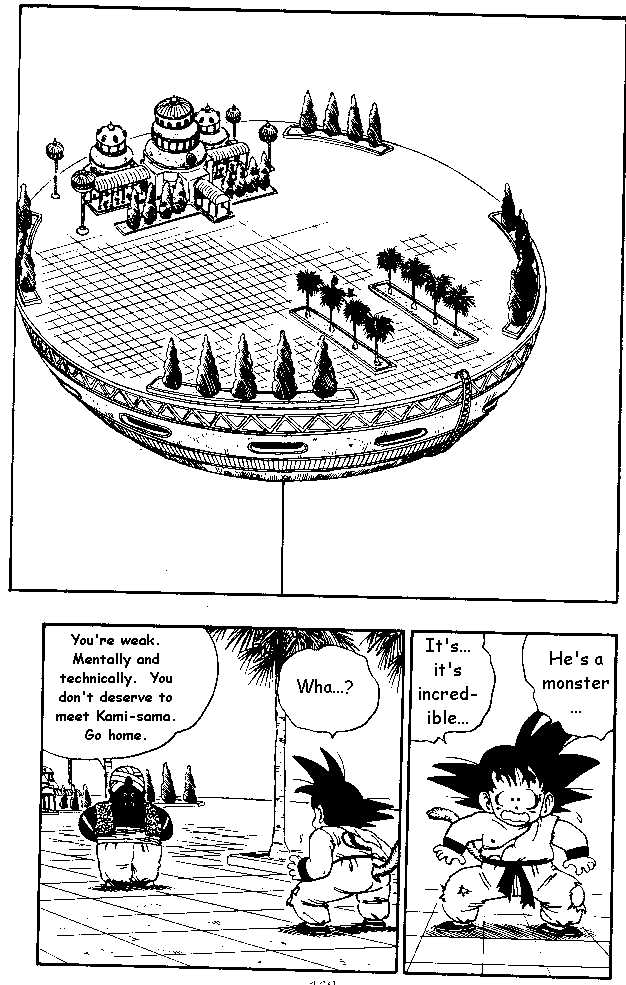 You're weak.
Mentally and
technically. You
don't deserve to
meet Kami-sama.
Go home.
Wha...?
It's...
it's
incred-
ible...
He's a
monster
...